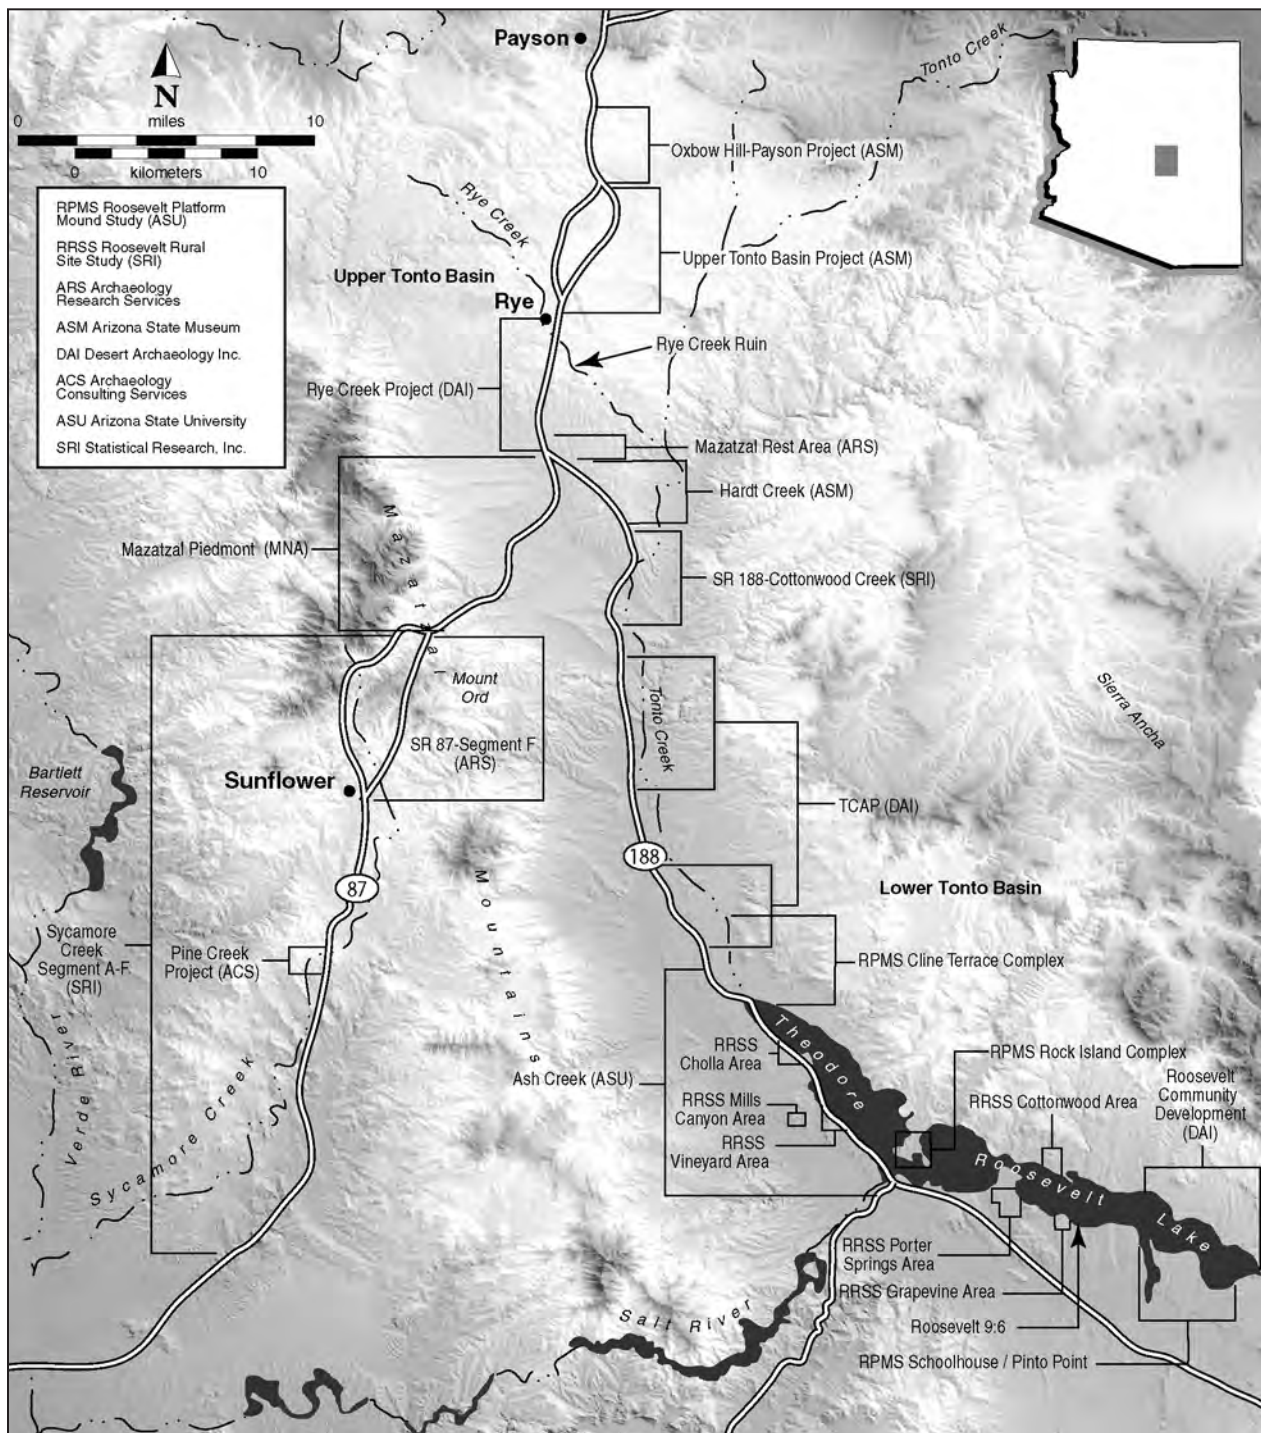 Payson
Tonto Creek
N
0 miles 10
0 kilometers 10
Oxbow Hill-Payson Project (ASM)
RPMS Roosevelt Platform
Mound Study (ASU)
RRSS Roosevelt Rural
Site Study (SRI)
ARS Archaeology
Research Services
ASM Arizona State Museum
DAI Desert Archaeology Inc.
ACS Archaeology
Consulting Services
ASU Arizona State University
SRI Statistical Research, Inc.
Rye Creek
Upper Tonto Basin
Upper Tonto Basin Project (ASM)
Rye
Rye Creek Ruin
Rye Creek Project (DAI)
Mazatzal Rest Area (ARS)
Hardt Creek (ASM)
Mazatzal Piedmont (MNA)
SR 188-Cottonwood Creek (SRI)
Mazatzal
Mount
Ord
Tonto Creek
Sierra Ancha
SR 87-Segment F
(ARS)
Bartlett
Reservoir
Sunflower
TCAP (DAI)
188
87
Lower Tonto Basin
Mountains
Sycamore
Creek
Segment A-F
(SRI)
Pine Creek
Project (ACS)
RPMS Cline Terrace Complex
Verde River
Sycamore Creek
Theodore
RRSS
Cholla Area
Ash Creek (ASU)
RRSS Mills
Canyon Area
RRSS
Vineyard Area
RPMS Rock Island Complex
RRSS Cottonwood Area
Roosevelt
Community
Development
(DAI)
Roosevelt
Lake
RRSS Porter
Springs Area
RRSS Grapevine Area
Salt River
Roosevelt 9:6
RPMS Schoolhouse / Pinto Point